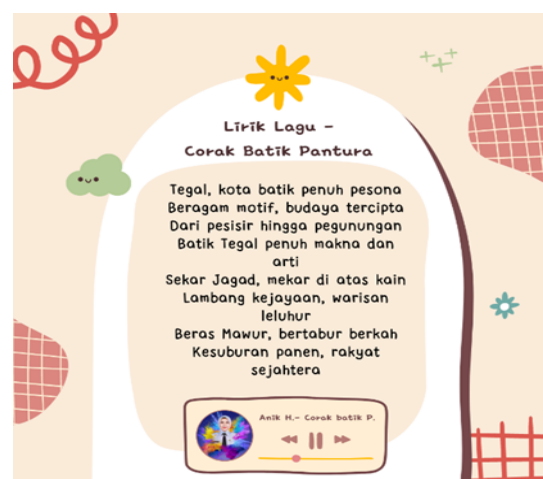 Lirik Lagu -
Corak Batik Pantura
Tegal, kota batik penuh pesona
Beragam motif, budaya tercipta
Dari pesisir hingga pegunungan
Batik Tegal penuh makna dan
arti
Sekar Jagad, mekar di atas kain
Lambang kejayaan, warisan
leluhur
Beras Mawur, bertabur berkah
Kesuburan panen, rakyat
sejahtera
Anik H.- Corak batik P.